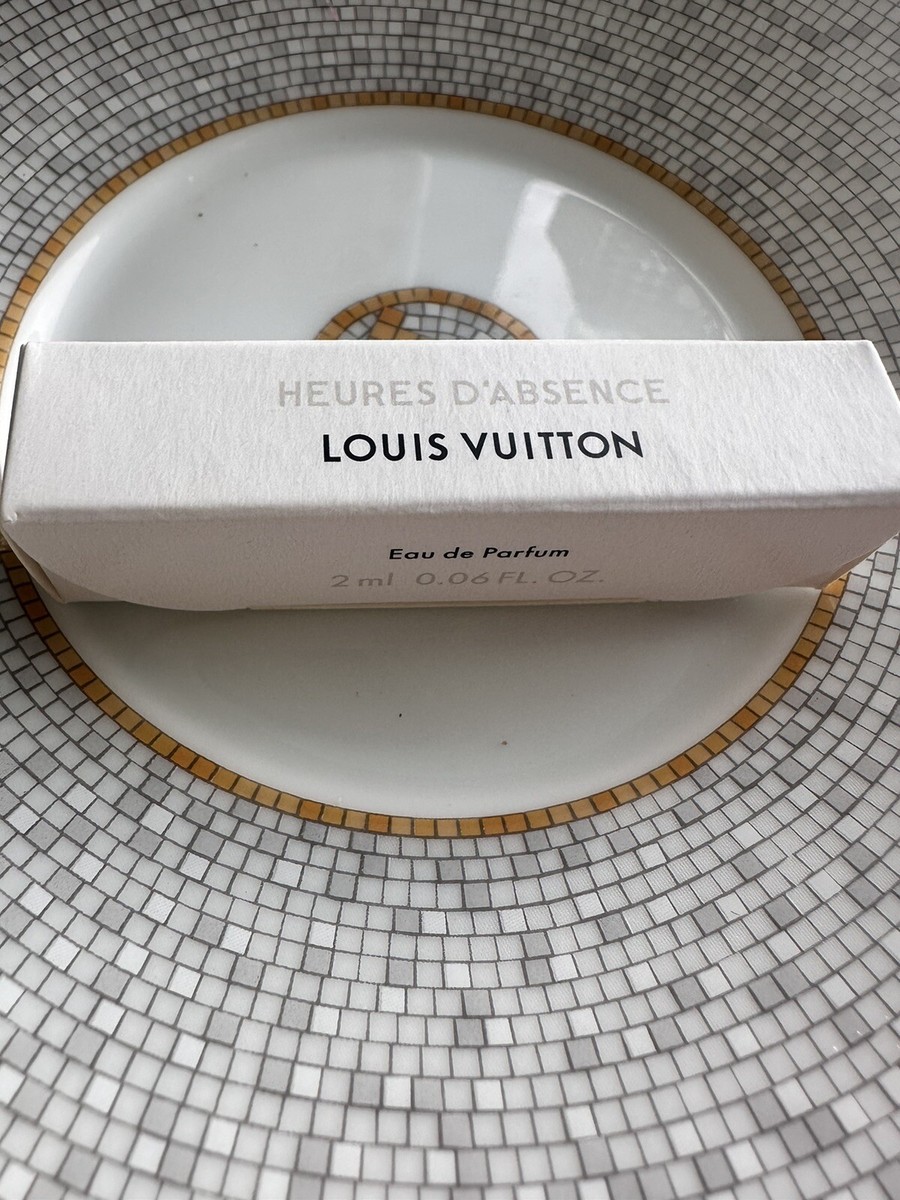 HEURES D'ABSENCE
LOUIS VUITTON
Eau de Parfum
2 ml 0.06 FL. OZ.